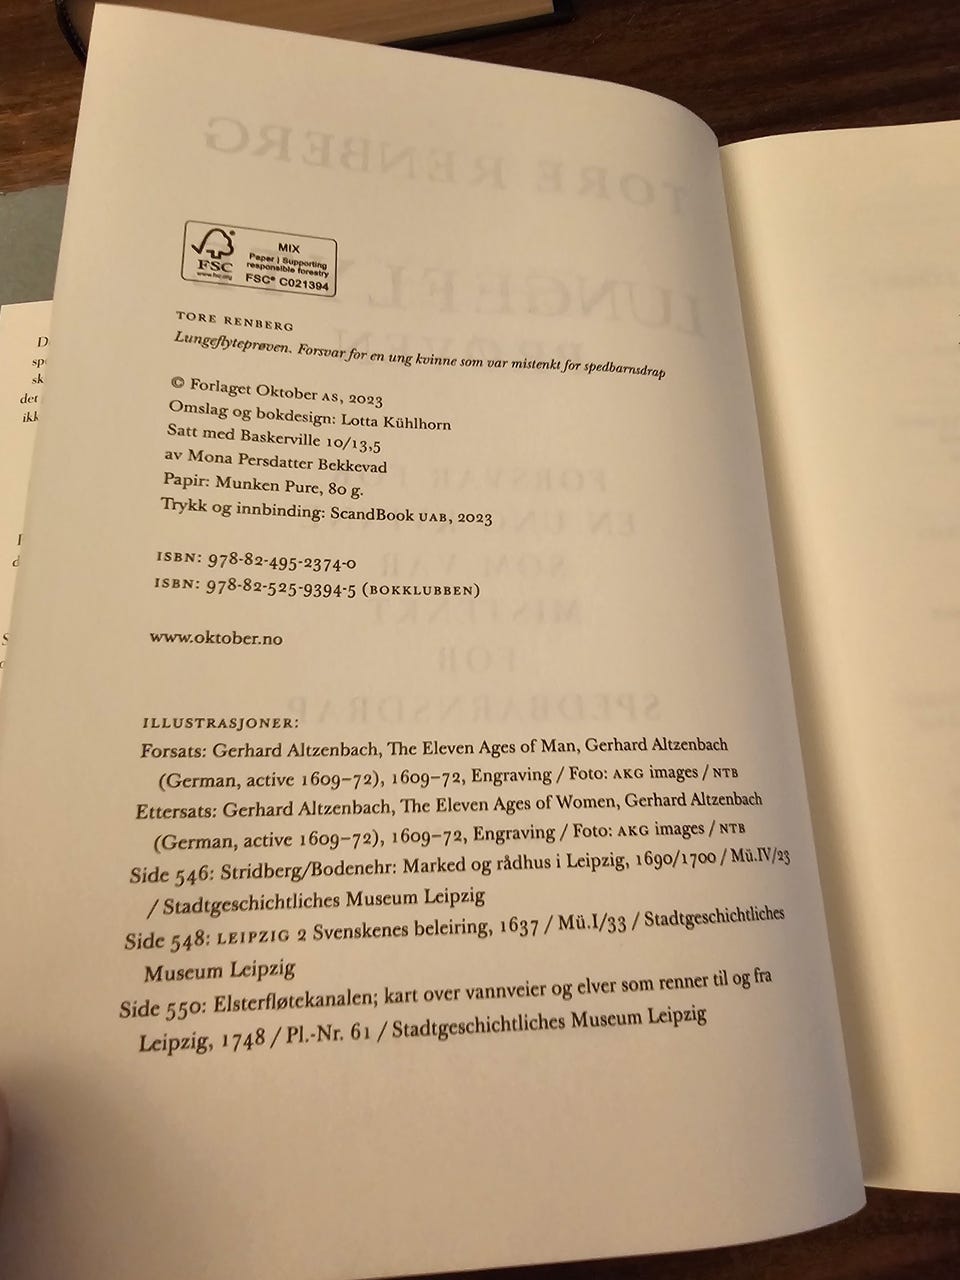 FSC
www.fsc.org
MIX
Paper | Supporting
responsible forestry
FSC® C021394
TORE RENBERG
Lungeflyteprøven. Forsvar for en ung kvinne som var mistenkt for spedbarnsdrap
© Forlaget Oktober AS, 2023
Omslag og bokdesign: Lotta Kühlhorn
Satt med Baskerville 10/13,5
av Mona Persdatter Bekkevad
Papir: Munken Pure, 80 g.
Trykk og innbinding: ScandBook UAB, 2023
ISBN: 978-82-495-2374-0
ISBN: 978-82-525-9394-5 (BOKKLUBBEN)
www.oktober.no
ILLUSTRASJONER:
Forsats: Gerhard Altzenbach, The Eleven Ages of Man, Gerhard Altzenbach
(German, active 1609–72), 1609–72, Engraving / Foto: AKG images / NTB
Ettersats: Gerhard Altzenbach, The Eleven Ages of Women, Gerhard Altzenbach
(German, active 1609–72), 1609–72, Engraving / Foto: AKG images / NTB
Side 546: Stridberg/Bodenehr: Marked og rådhus i Leipzig, 1690/1700 / Mü.IV/23
/ Stadtgeschichtliches Museum Leipzig
Side 548: LEIPZIG 2 Svenskenes beleiring, 1637 / Mü.I/33 / Stadtgeschichtliches
Museum Leipzig
Side 550: Elsterfløtekanalen; kart over vannveier og elver som renner til og fra
Leipzig, 1748 / Pl.-Nr. 61 / Stadtgeschichtliches Museum Leipzig